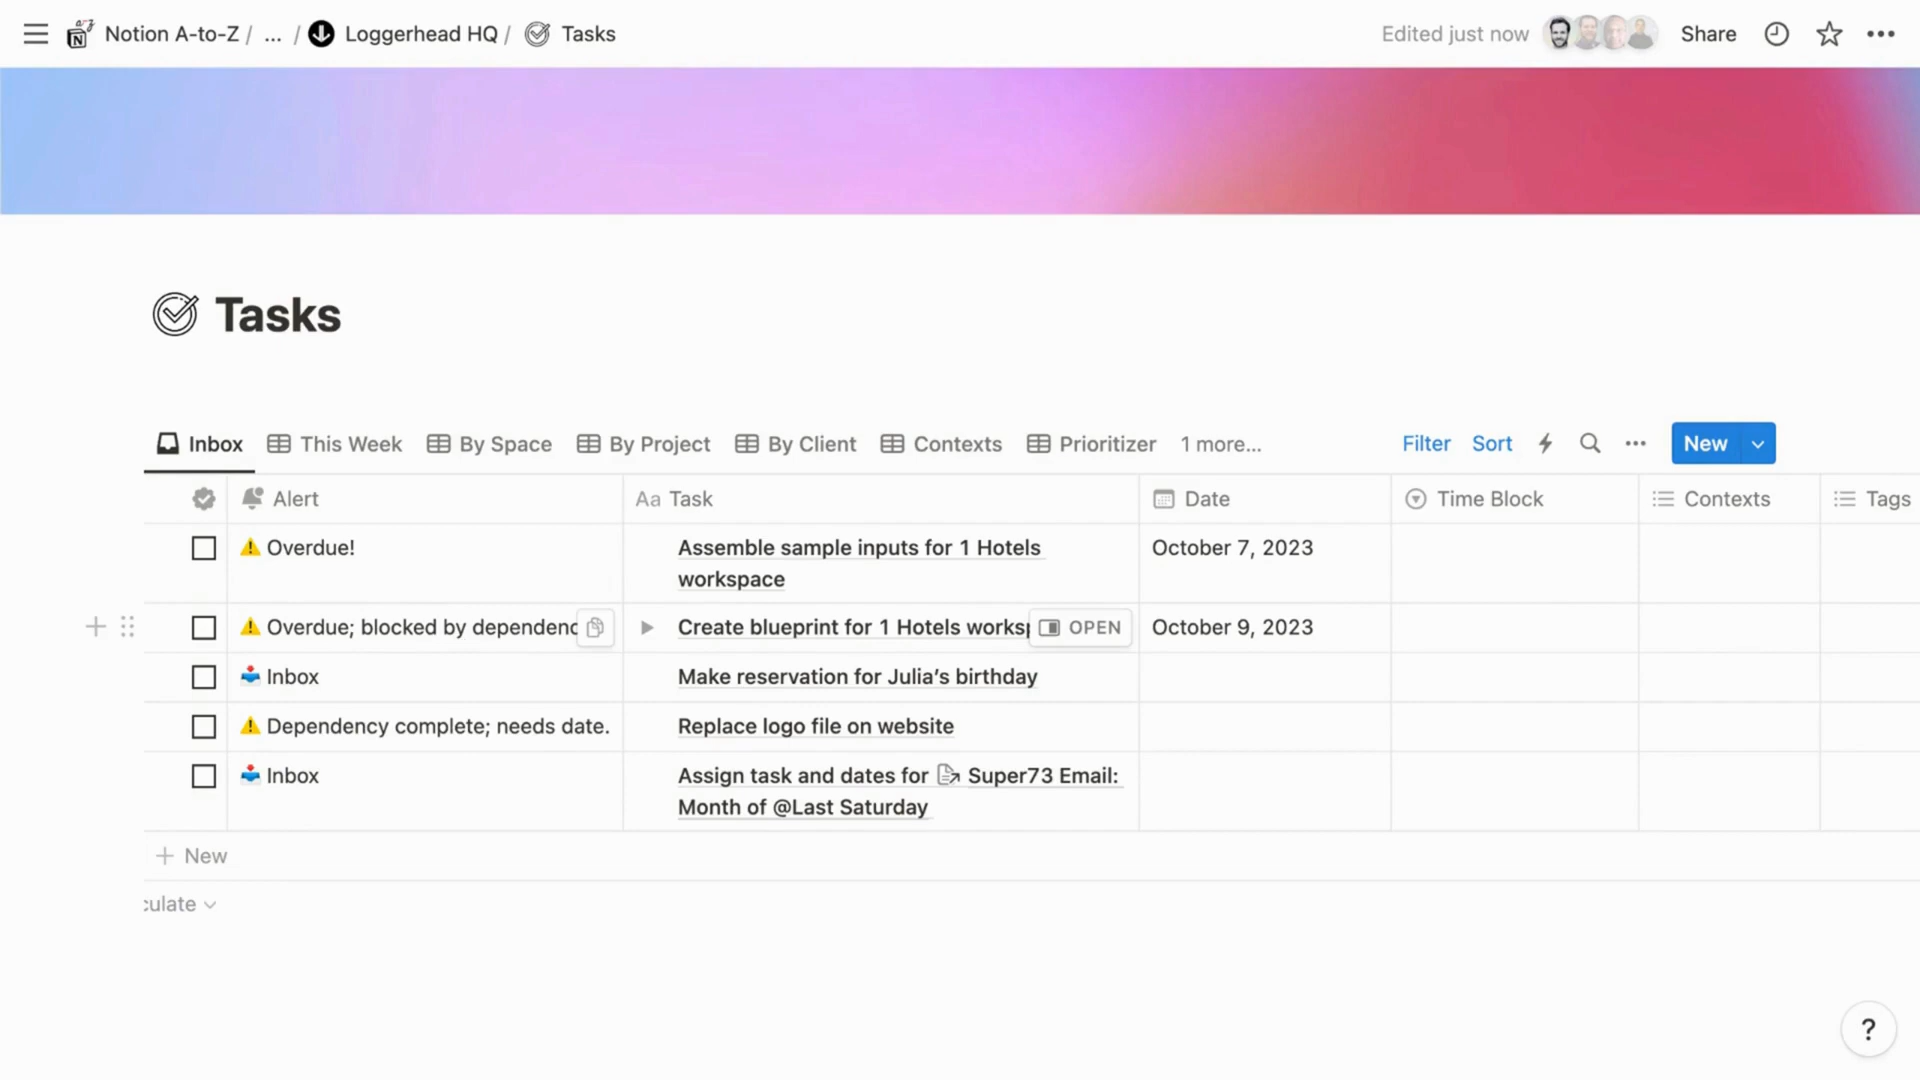 Notion A-to-Z / ... / Loggerhead HQ / Tasks
Edited just now Share
Tasks
Inbox This Week By Space By Project By Client Contexts Prioritizer 1 more...
Filter Sort New
Alert Aa Task Date Time Block Contexts Tags
Overdue! Assemble sample inputs for 1 Hotels October 7, 2023
workspace
Overdue; blocked by dependenc Create blueprint for 1 Hotels worksp OPEN October 9, 2023
Inbox Make reservation for Julia’s birthday
Dependency complete; needs date. Replace logo file on website
Inbox Assign task and dates for Super73 Email:
Month of @Last Saturday
+ New
culate
?